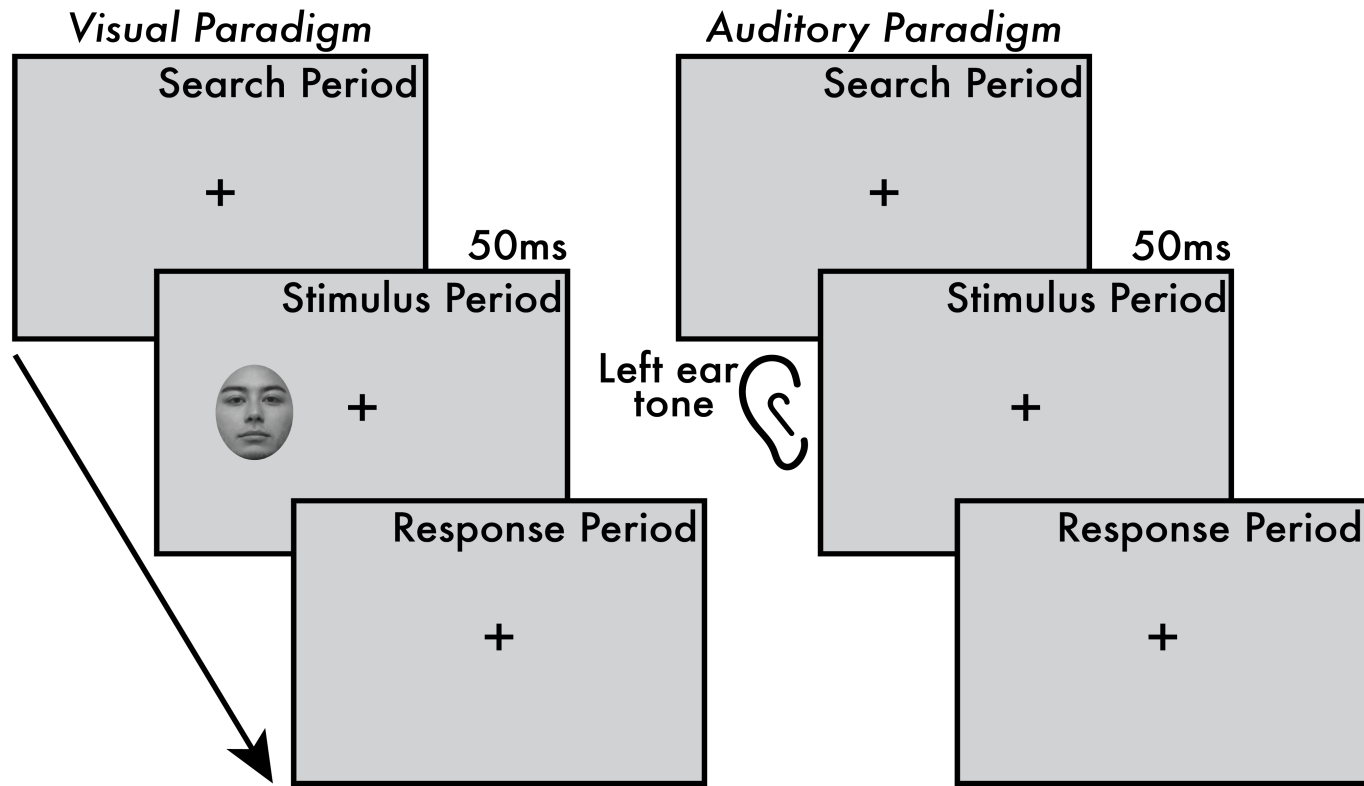 Visual Paradigm
Search Period
50ms
Stimulus Period
Response Period
Auditory Paradigm
Search Period
50ms
Stimulus Period
Left ear
tone
Response Period